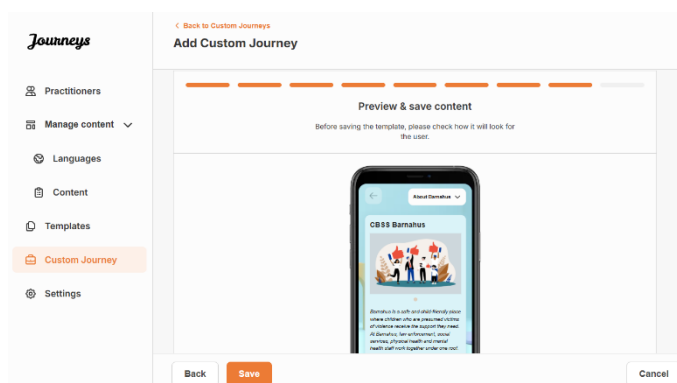 Journeys
Practitioners
Manage content
Languages
Content
Templates
Custom Journey
Settings
Back to Custom Journeys
Add Custom Journey
Preview & save content
Before saving the template, please check how it will look for
the user.
About Barnahus
CBSS Barnahus
Barnahus is a safe and child-friendly space
where children who are presumed victims
of violence receive the support they need.
At Barnahus, law enforcement, social
services, physical health and mental
health staff work together under one roof.
Back
Save
Cancel